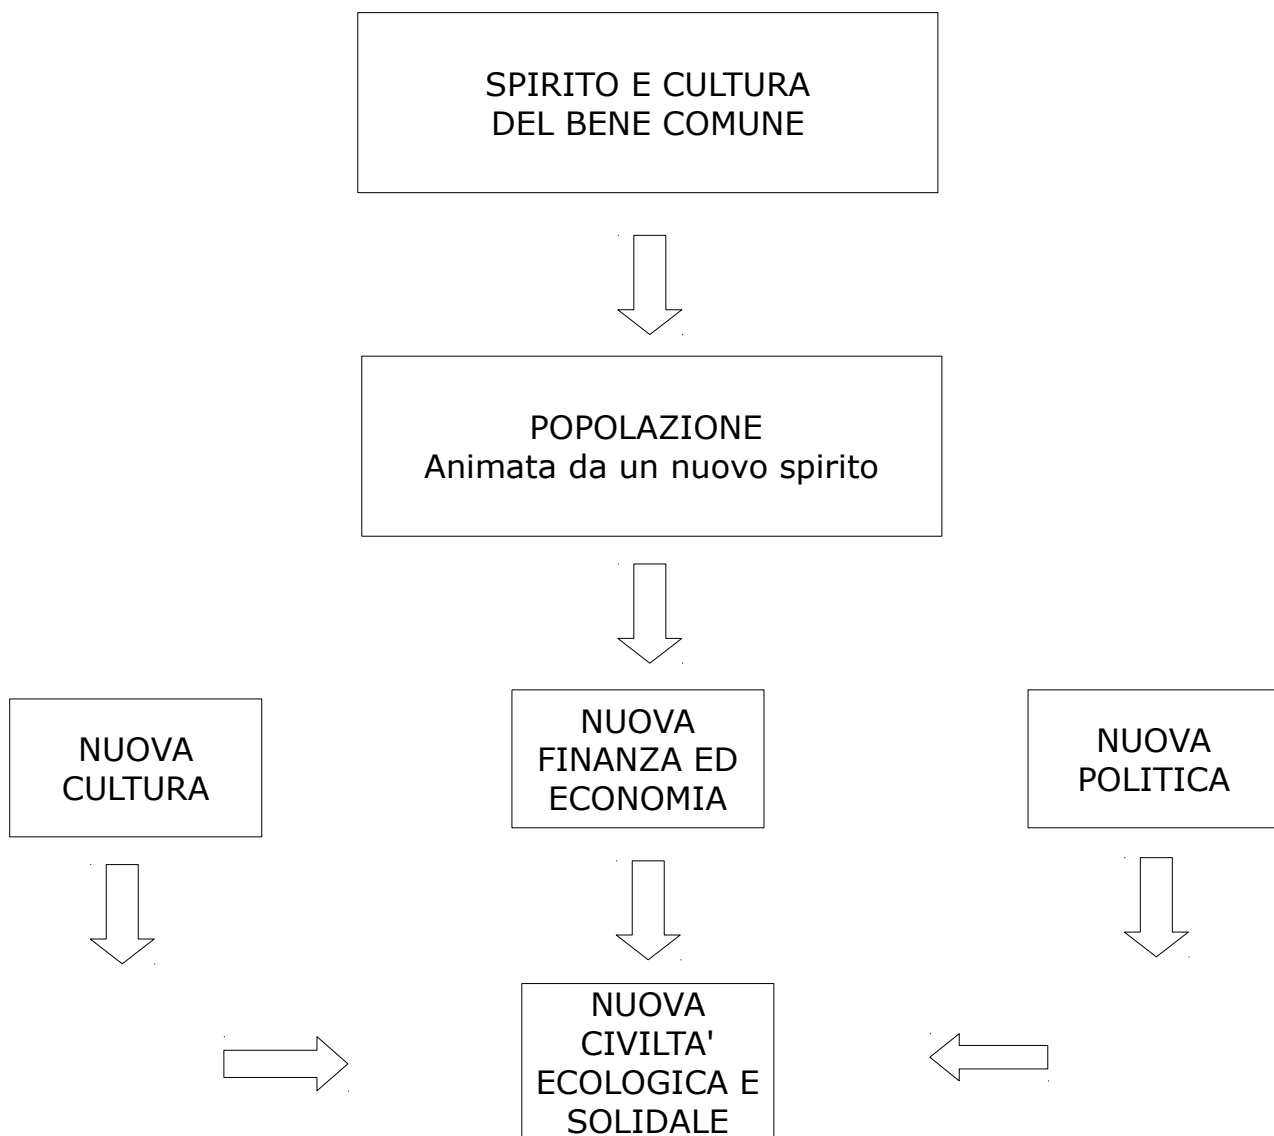 SPIRITO E CULTURA
DEL BENE COMUNE
POPOLAZIONE
Animata da un nuovo spirito
NUOVA
CULTURA
NUOVA
FINANZA ED
ECONOMIA
NUOVA
POLITICA
NUOVA
CIVILTA'
ECOLOGICA E
SOLIDALE